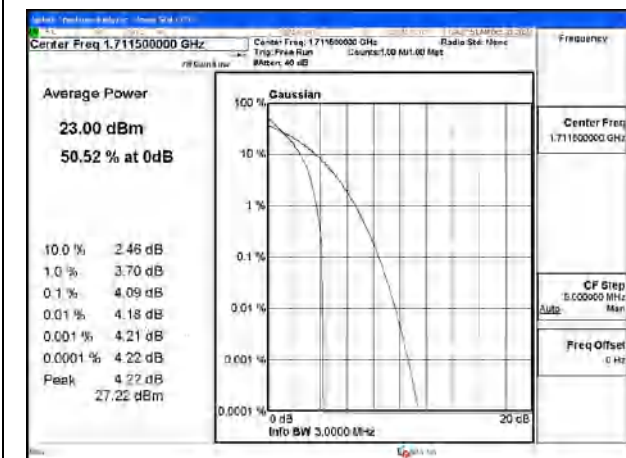 Center Freq 1.711500000 GHz
Center Freq: 1.711500000 GHz
Radio Std: None
Trig: Free Run
Counts:1.00 M/1.00 Mpt
#Atten: 40 dB
Frequency
Average Power
23.00 dBm
50.52 % at 0dB
10.0 % 2.46 dB
1.0 % 3.70 dB
0.1 % 4.09 dB
0.01 % 4.18 dB
0.001 % 4.21 dB
0.0001 % 4.22 dB
Peak 4.22 dB
27.22 dBm
Gaussian
100 %
10 %
1 %
0.1 %
0.01 %
0.001 %
0.0001 %
0 dB
20 dB
Info BW 3.0000 MHz
Center Freq
1.711500000 GHz
CF Step
5.000000 MHz
Auto Man
Freq Offset
0 Hz